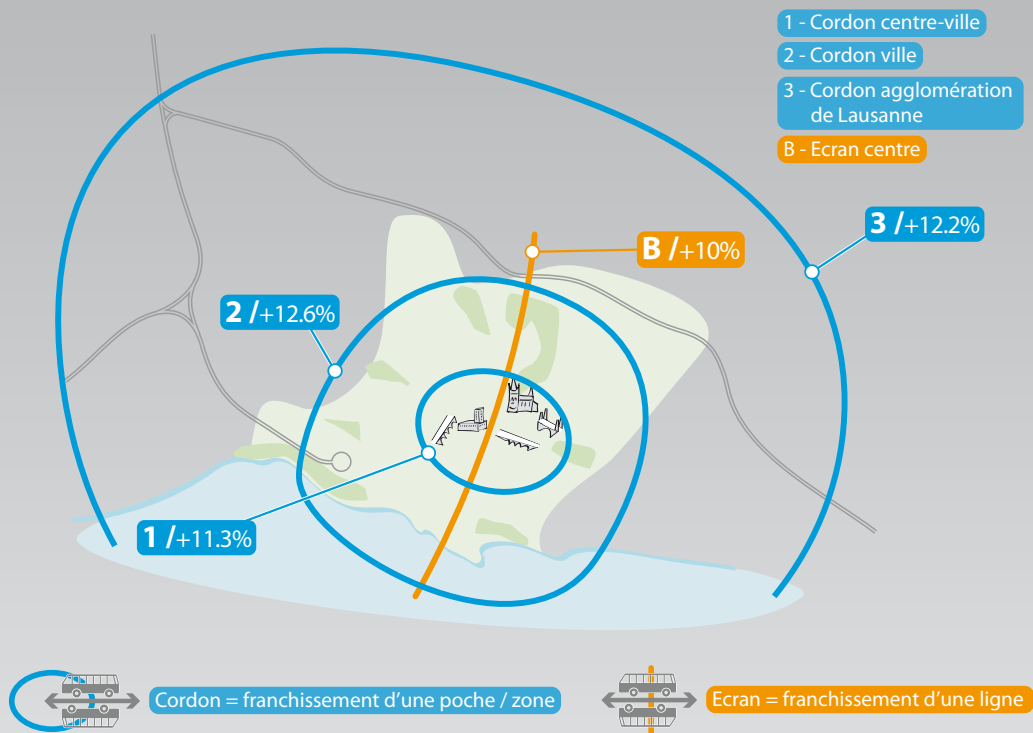 1 - Cordon centre-ville
2 - Cordon ville
3 - Cordon agglomération
de Lausanne
B - Ecran centre
3 /+12.2%
B /+10%
2 /+12.6%
1 /+11.3%
Cordon = franchissement d’une poche / zone
Ecran = franchissement d’une ligne